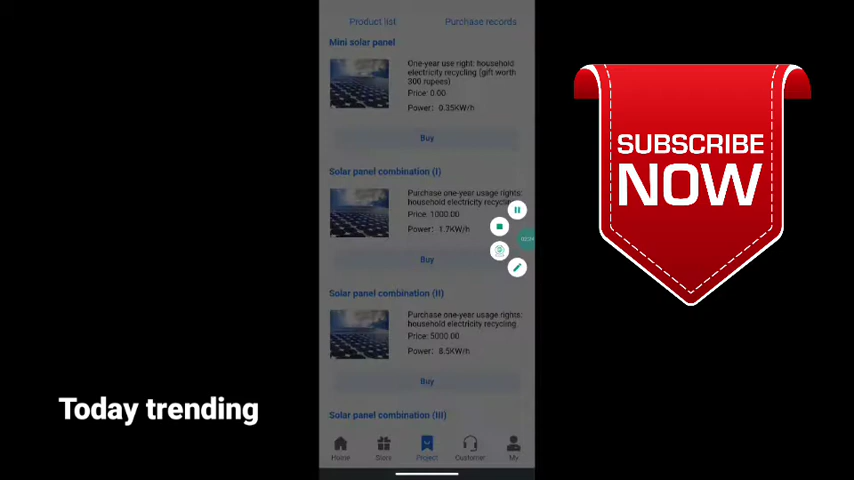 Product list
Purchase records
Mini solar panel
One-year use right: household
electricity recycling (gift worth
300 rupees)
Price: 0.00
Power: 0.35KW/h
Buy
Solar panel combination (I)
Purchase one-year usage rights:
household electricity recycling
Price: 1000.00
Power: 1.7KW/h
Buy
Solar panel combination (II)
Purchase one-year usage rights:
household electricity recycling
Price: 5000.00
Power: 8.5KW/h
Buy
Solar panel combination (III)
Home
Store
Project
Customer
My
SUBSCRIBE
NOW
Today trending